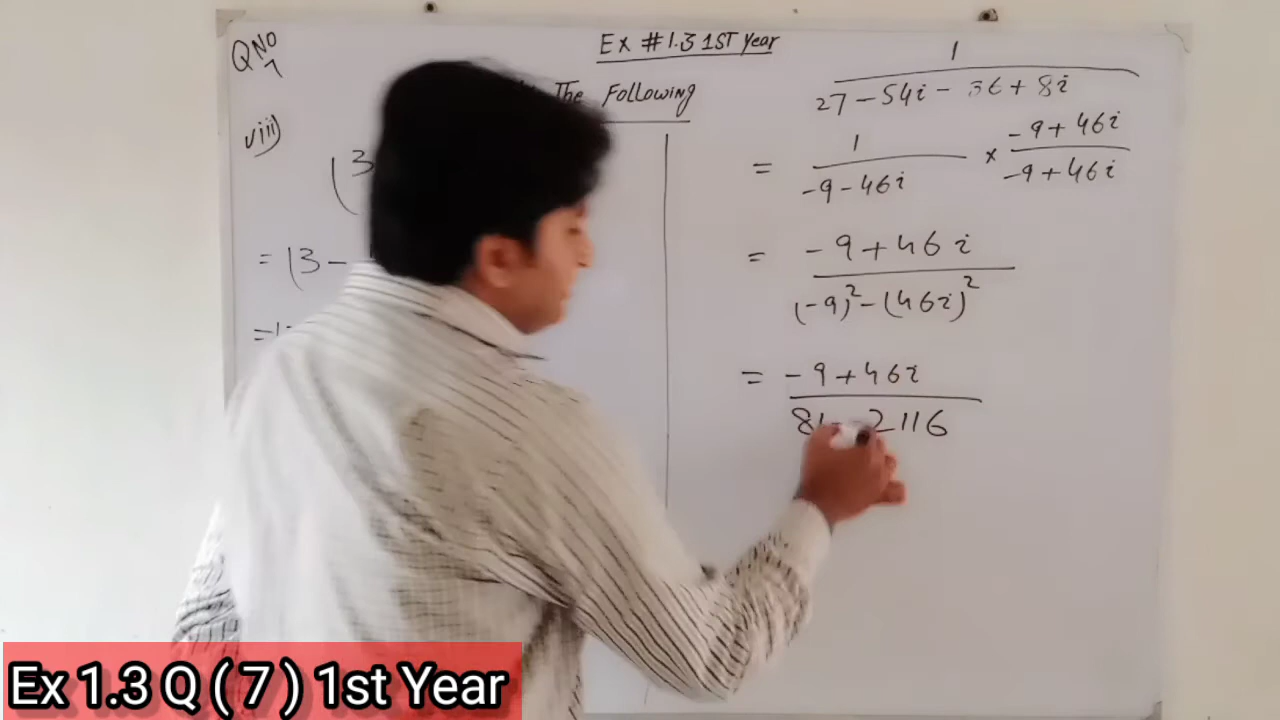 Q NO 7
Ex # 1.3 1ST Year
The Following
viii)
(3
= (3 -
1
27 - 54i - 36 + 8i
= 1 × -9 + 46i
-9 - 46i -9 + 46i
= -9 + 46i
(-9)² - (46i)²
= -9 + 46i
81 - 2116
Ex 1.3 Q ( 7 ) 1st Year